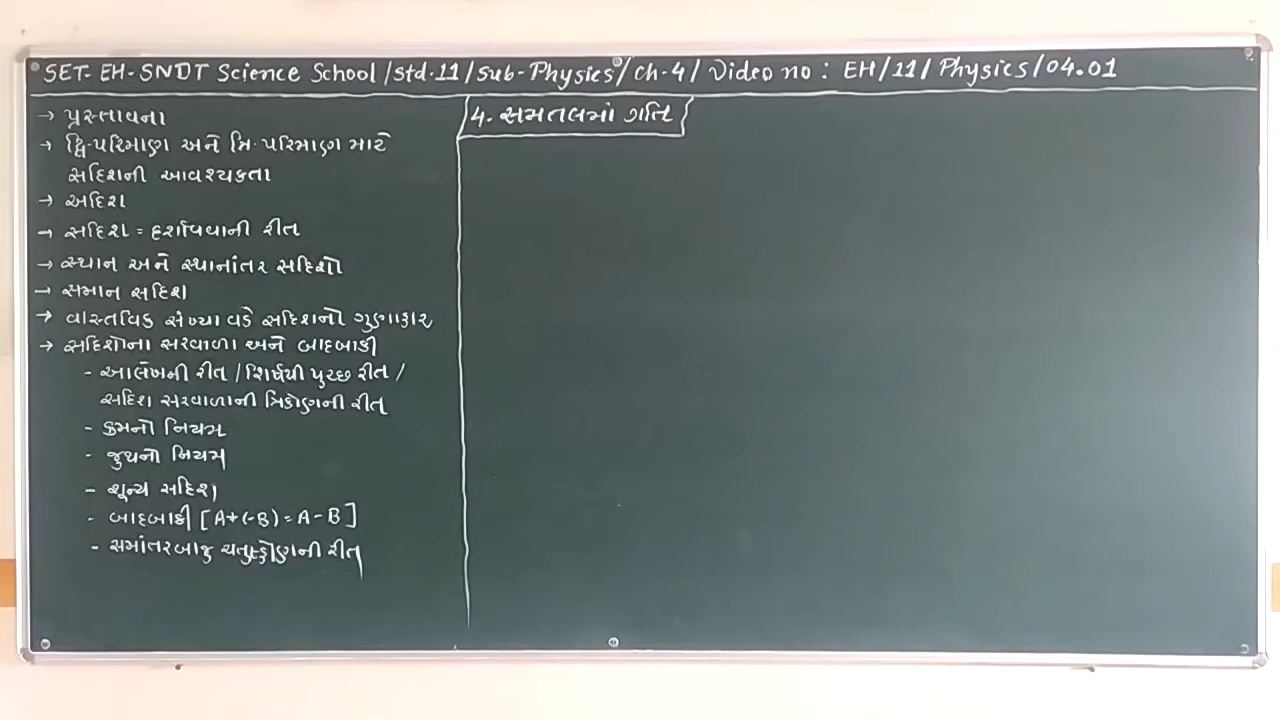 SET- EH-SNDT Science School/std.11/sub-Physics/ch-4/ Video no : EH/11/Physics/04.01
→ પ્રસ્તાવના
→ દ્વિ-પરિમાણ અને ત્રિ-પરિમાણ માટે
સદિશની આવશ્યકતા
→ અદિશ
→ સદિશ = દર્શાવવાની રીત
→ સ્થાન અને સ્થાનાંતર સદિશો
→ સમાન સદિશ
→ વાસ્તવિક સંખ્યા વડે સદિશનો ગુણાકાર
→ સદિશોના સરવાળા અને બાદબાકી
- આલેખની રીત / શિર્ષથી પુચ્છ રીત /
સદિશ સરવાળાની ત્રિકોણની રીત
- ક્રમનો નિયમ
- જુથનો નિયમ
- શૂન્ય સદિશ
- બાદબાકી [A+(-B)=A-B]
- સમાંતરબાજુ ચતુષ્કોણની રીત
4. સમતલમાં ગતિ